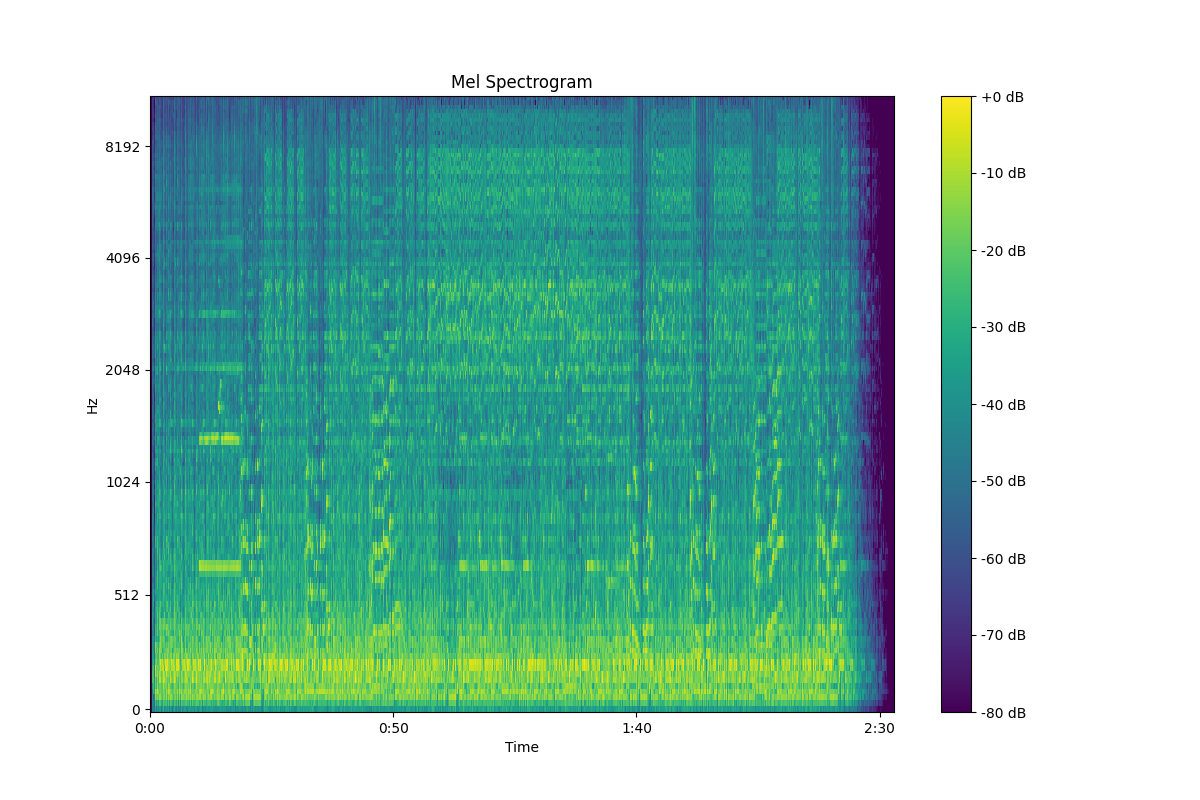 Mel Spectrogram
Hz
8192
4096
2048
1024
512
0
0:00
0:50
1:40
2:30
Time
+0 dB
-10 dB
-20 dB
-30 dB
-40 dB
-50 dB
-60 dB
-70 dB
-80 dB